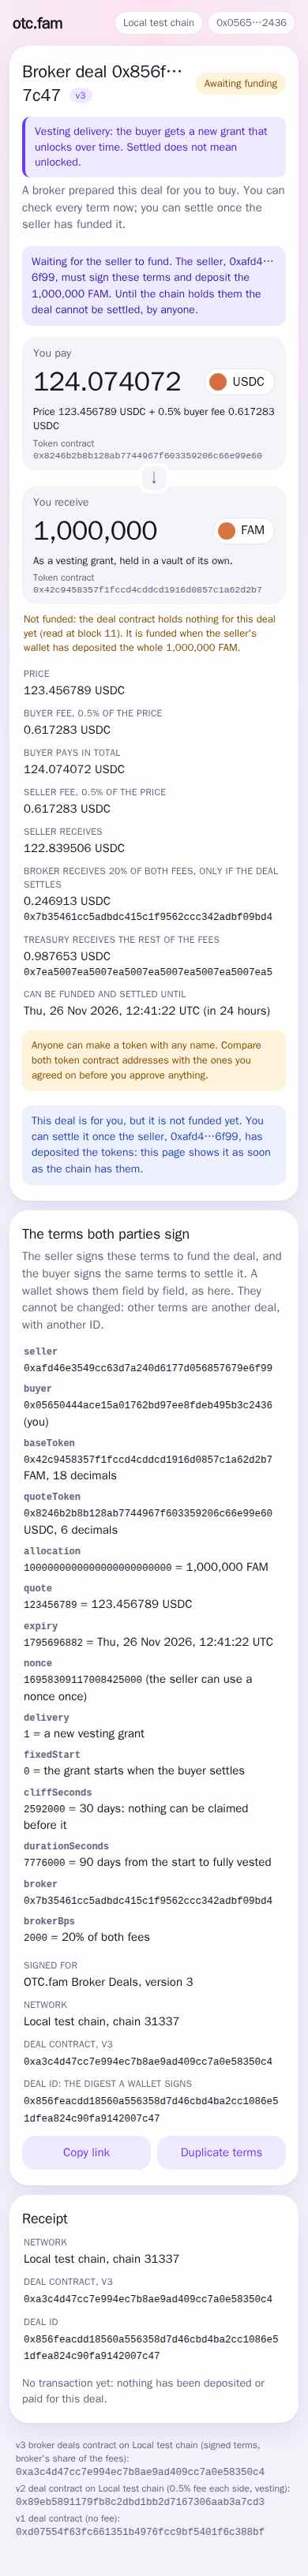 otc.fam
Local test chain
0x0565···2436
Broker deal 0x856f···
7c47 v3
Awaiting funding
Vesting delivery: the buyer gets a new grant that
unlocks over time. Settled does not mean
unlocked.
A broker prepared this deal for you to buy. You can
check every term now; you can settle once the
seller has funded it.
Waiting for the seller to fund. The seller, 0xafd4···
6f99, must sign these terms and deposit the
1,000,000 FAM. Until the chain holds them the
deal cannot be settled, by anyone.
You pay
124.074072
USDC
Price 123.456789 USDC + 0.5% buyer fee 0.617283
USDC
Token contract
0x8246b2b8b128ab7744967f603359206c66e99e60
↓
You receive
1,000,000
FAM
As a vesting grant, held in a vault of its own.
Token contract
0x42c9458357f1fccd4cddcd1916d0857c1a62d2b7
Not funded: the deal contract holds nothing for this deal
yet (read at block 11). It is funded when the seller's
wallet has deposited the whole 1,000,000 FAM.
PRICE
123.456789 USDC
BUYER FEE, 0.5% OF THE PRICE
0.617283 USDC
BUYER PAYS IN TOTAL
124.074072 USDC
SELLER FEE, 0.5% OF THE PRICE
0.617283 USDC
SELLER RECEIVES
122.839506 USDC
BROKER RECEIVES 20% OF BOTH FEES, ONLY IF THE DEAL
SETTLES
0.246913 USDC
0x7b35461cc5adbdc415c1f9562ccc342adbf09bd4
TREASURY RECEIVES THE REST OF THE FEES
0.987653 USDC
0x7ea5007ea5007ea5007ea5007ea5007ea5007ea5
CAN BE FUNDED AND SETTLED UNTIL
Thu, 26 Nov 2026, 12:41:22 UTC (in 24 hours)
Anyone can make a token with any name. Compare
both token contract addresses with the ones you
agreed on before you approve anything.
This deal is for you, but it is not funded yet. You
can settle it once the seller, 0xafd4···6f99, has
deposited the tokens: this page shows it as soon
as the chain has them.
The terms both parties sign
The seller signs these terms to fund the deal, and
the buyer signs the same terms to settle it. A
wallet shows them field by field, as here. They
cannot be changed: other terms are another deal,
with another ID.
seller
0xafd46e3549cc63d7a240d6177d056857679e6f99
buyer
0x05650444ace15a01762bd97ee8fdeb495b3c2436
(you)
baseToken
0x42c9458357f1fccd4cddcd1916d0857c1a62d2b7
FAM, 18 decimals
quoteToken
0x8246b2b8b128ab7744967f603359206c66e99e60
USDC, 6 decimals
allocation
1000000000000000000000000 = 1,000,000 FAM
quote
123456789 = 123.456789 USDC
expiry
1795696882 = Thu, 26 Nov 2026, 12:41:22 UTC
nonce
16958309117008425000 (the seller can use a
nonce once)
delivery
1 = a new vesting grant
fixedStart
0 = the grant starts when the buyer settles
cliffSeconds
2592000 = 30 days: nothing can be claimed
before it
durationSeconds
7776000 = 90 days from the start to fully vested
broker
0x7b35461cc5adbdc415c1f9562ccc342adbf09bd4
brokerBps
2000 = 20% of both fees
SIGNED FOR
OTC.fam Broker Deals, version 3
NETWORK
Local test chain, chain 31337
DEAL CONTRACT, V3
0xa3c4d47cc7e994ec7b8ae9ad409cc7a0e58350c4
DEAL ID: THE DIGEST A WALLET SIGNS
0x856feacdd18560a556358d7d46cbd4ba2cc1086e5
1dfea824c90fa9142007c47
Copy link
Duplicate terms
Receipt
NETWORK
Local test chain, chain 31337
DEAL CONTRACT, V3
0xa3c4d47cc7e994ec7b8ae9ad409cc7a0e58350c4
DEAL ID
0x856feacdd18560a556358d7d46cbd4ba2cc1086e5
1dfea824c90fa9142007c47
No transaction yet: nothing has been deposited or
paid for this deal.
v3 broker deals contract on Local test chain (signed terms,
broker's share of the fees):
0xa3c4d47cc7e994ec7b8ae9ad409cc7a0e58350c4
v2 deal contract on Local test chain (0.5% fee each side, vesting):
0x89eb5891179fb8c2dbd1bb2d7167306aab3a7cd3
v1 deal contract (no fee):
0xd07554f63fc661351b4976fcc9bf5401f6c388bf